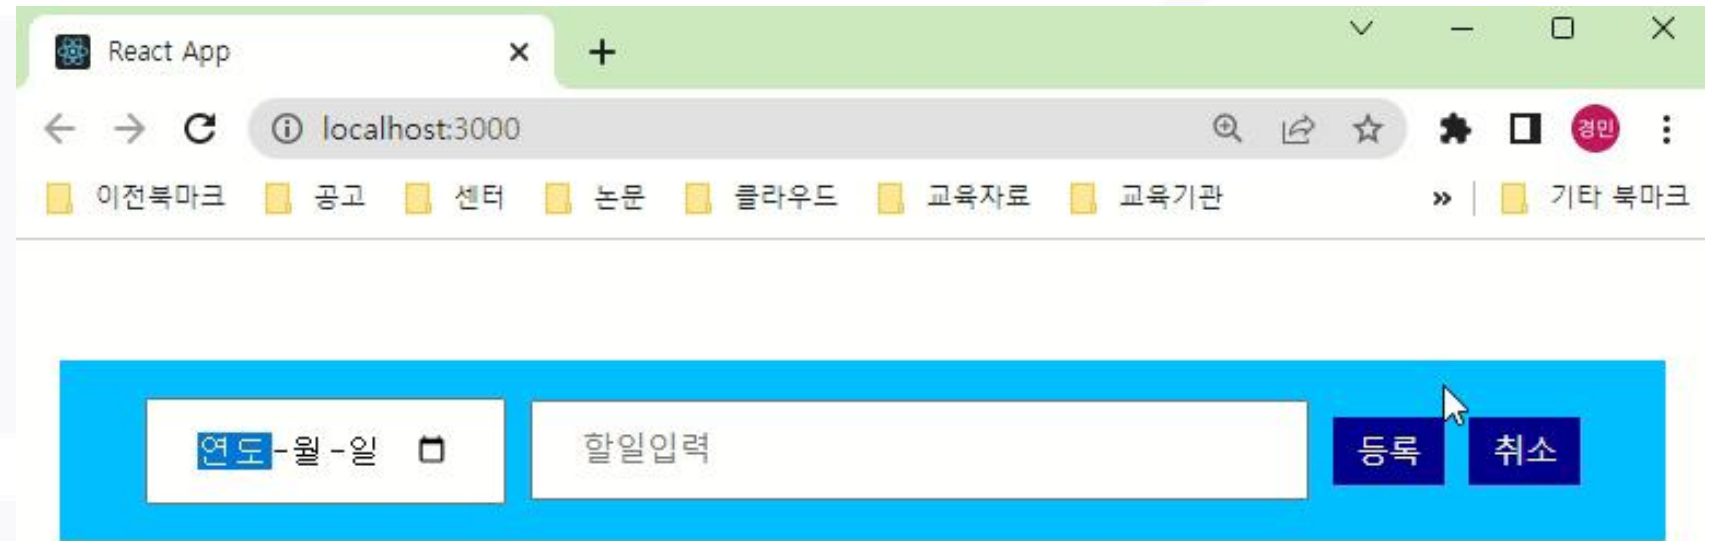 React App
localhost:3000
경민
이전북마크 공고 센터 논문 클라우드 교육자료 교육기관 » 기타 북마크
연도-월-일 할일입력 등록 취소